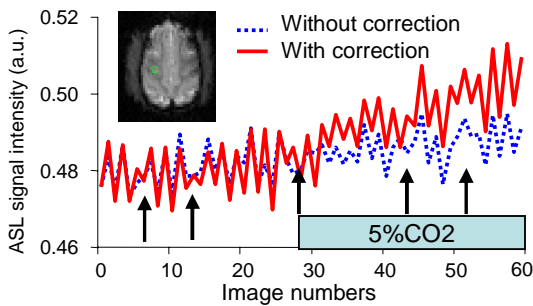 0.52
0.50
0.48
0.46
ASL signal intensity (a.u.)
Without correction
With correction
5%CO2
0 10 20 30 40 50 60
Image numbers